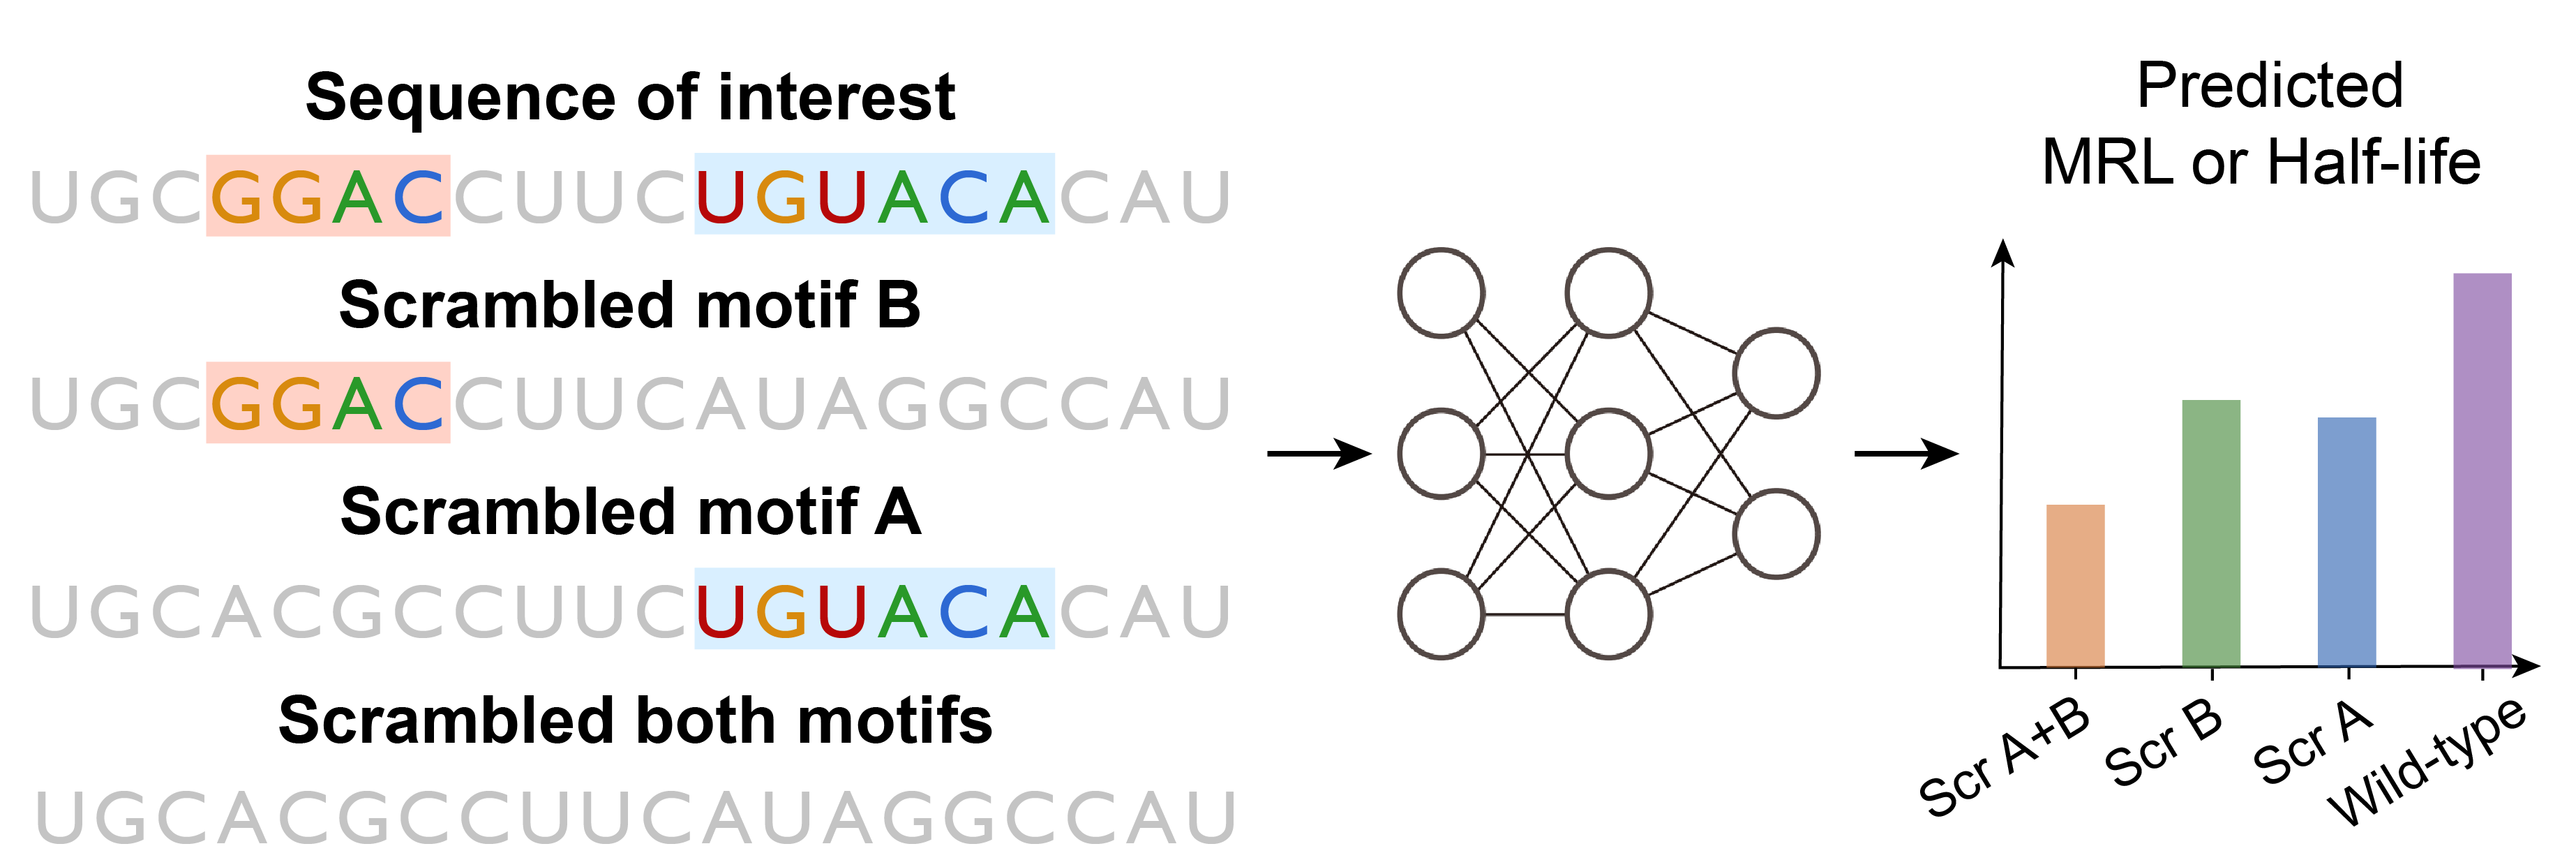 Sequence of interest
UGCGGACCUUCUGUACACAU
Scrambled motif B
UGCGGACCUUCAUAGGCCAU
Scrambled motif A
UGCACGCCUUCUGUACACAU
Scrambled both motifs
UGCACGCCUUCAUAGGCCAU
Predicted
MRL or Half-life
Scr A+B
Scr B
Scr A
Wild-type